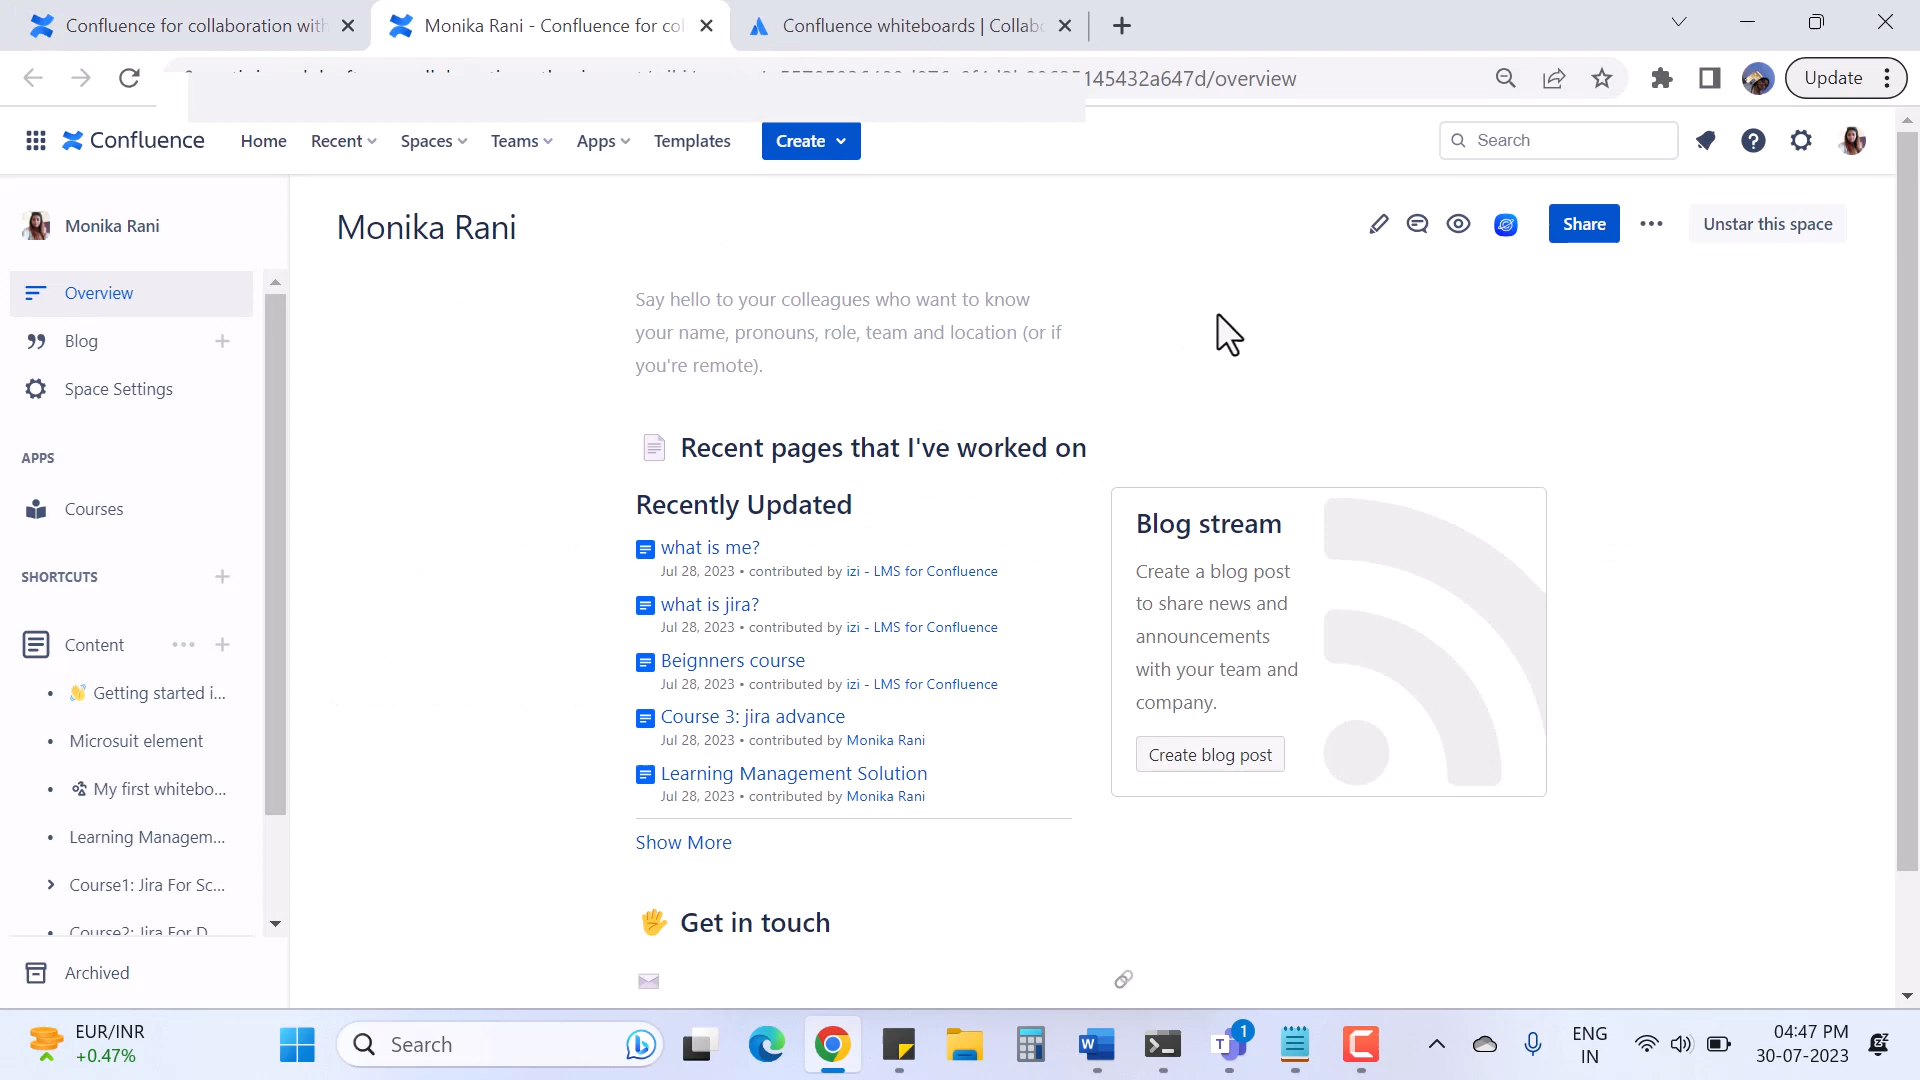 Confluence for collaboration with
Monika Rani - Confluence for col
Confluence whiteboards | Collabo
145432a647d/overview
Update
Confluence
Home
Recent
Spaces
Teams
Apps
Templates
Create
Search
Monika Rani
Overview
Blog
Space Settings
APPS
Courses
SHORTCUTS
Content
Getting started i...
Microsuit element
My first whitebo...
Learning Managem...
Course1: Jira For Sc...
Course2: Jira For D
Archived
Monika Rani
Share
Unstar this space
Say hello to your colleagues who want to know
your name, pronouns, role, team and location (or if
you're remote).
Recent pages that I've worked on
Recently Updated
what is me?
Jul 28, 2023 • contributed by izi - LMS for Confluence
what is jira?
Jul 28, 2023 • contributed by izi - LMS for Confluence
Beignners course
Jul 28, 2023 • contributed by izi - LMS for Confluence
Course 3: jira advance
Jul 28, 2023 • contributed by Monika Rani
Learning Management Solution
Jul 28, 2023 • contributed by Monika Rani
Show More
Blog stream
Create a blog post
to share news and
announcements
with your team and
company.
Create blog post
Get in touch
EUR/INR
+0.47%
Search
1
ENG
IN
04:47 PM
30-07-2023